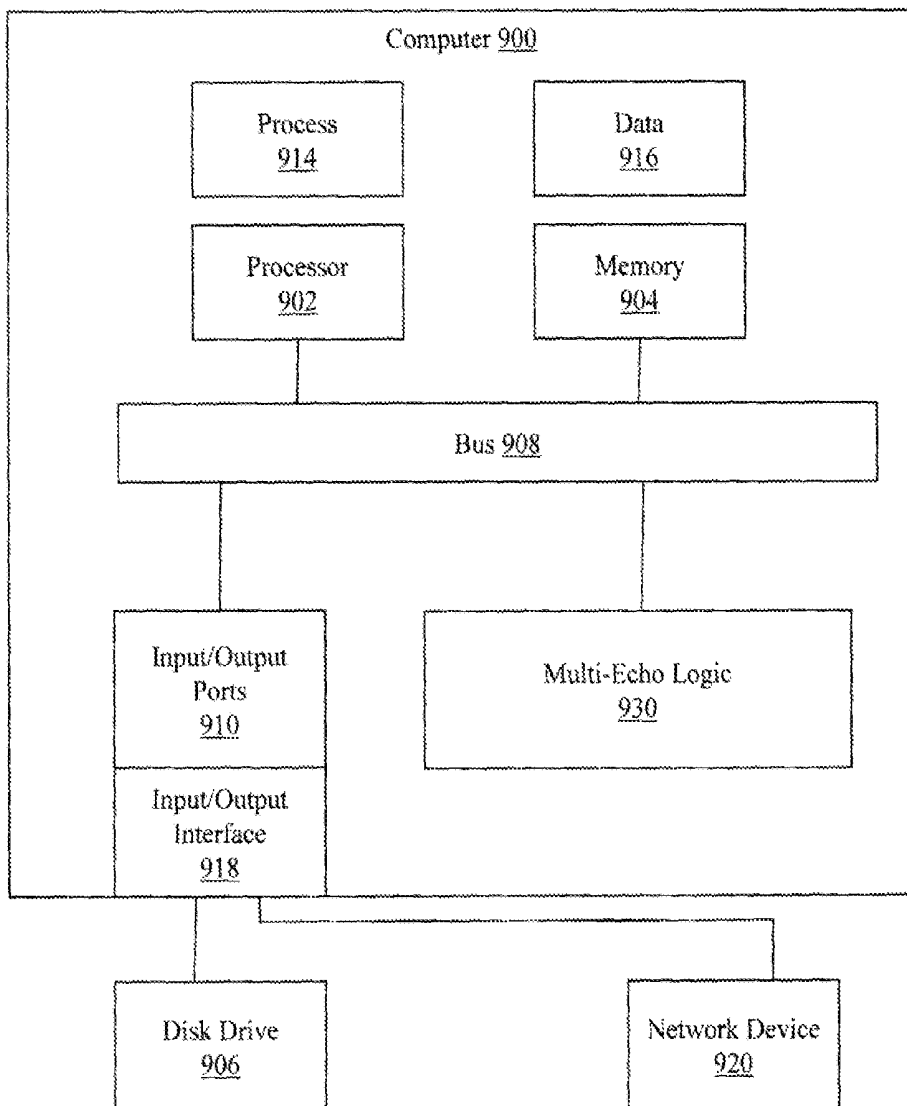 Computer 900
Process
914
Data
916
Processor
902
Memory
904
Bus 908
Input/Output
Ports
910
Multi-Echo Logic
930
Input/Output
Interface
918
Disk Drive
906
Network Device
920